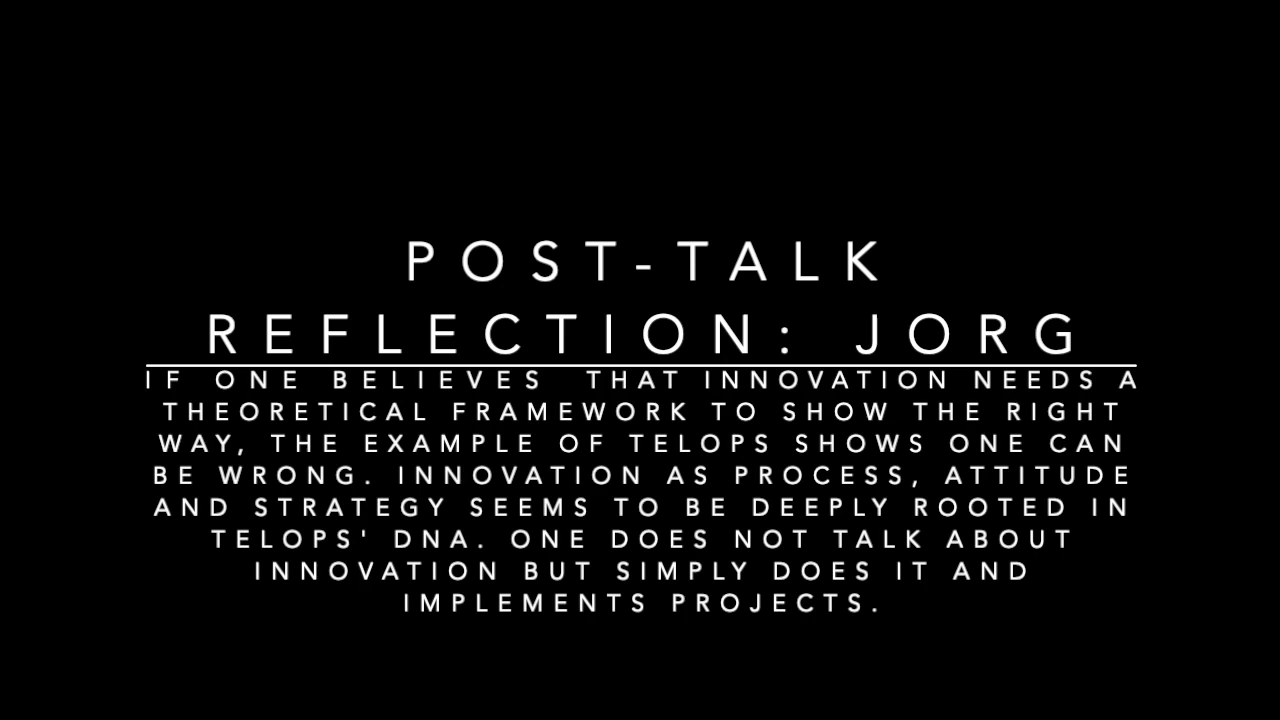 POST-TALK
REFLECTION: JORG
IF ONE BELIEVES THAT INNOVATION NEEDS A
THEORETICAL FRAMEWORK TO SHOW THE RIGHT
WAY, THE EXAMPLE OF TELOPS SHOWS ONE CAN
BE WRONG. INNOVATION AS PROCESS, ATTITUDE
AND STRATEGY SEEMS TO BE DEEPLY ROOTED IN
TELOPS' DNA. ONE DOES NOT TALK ABOUT
INNOVATION BUT SIMPLY DOES IT AND
IMPLEMENTS PROJECTS.